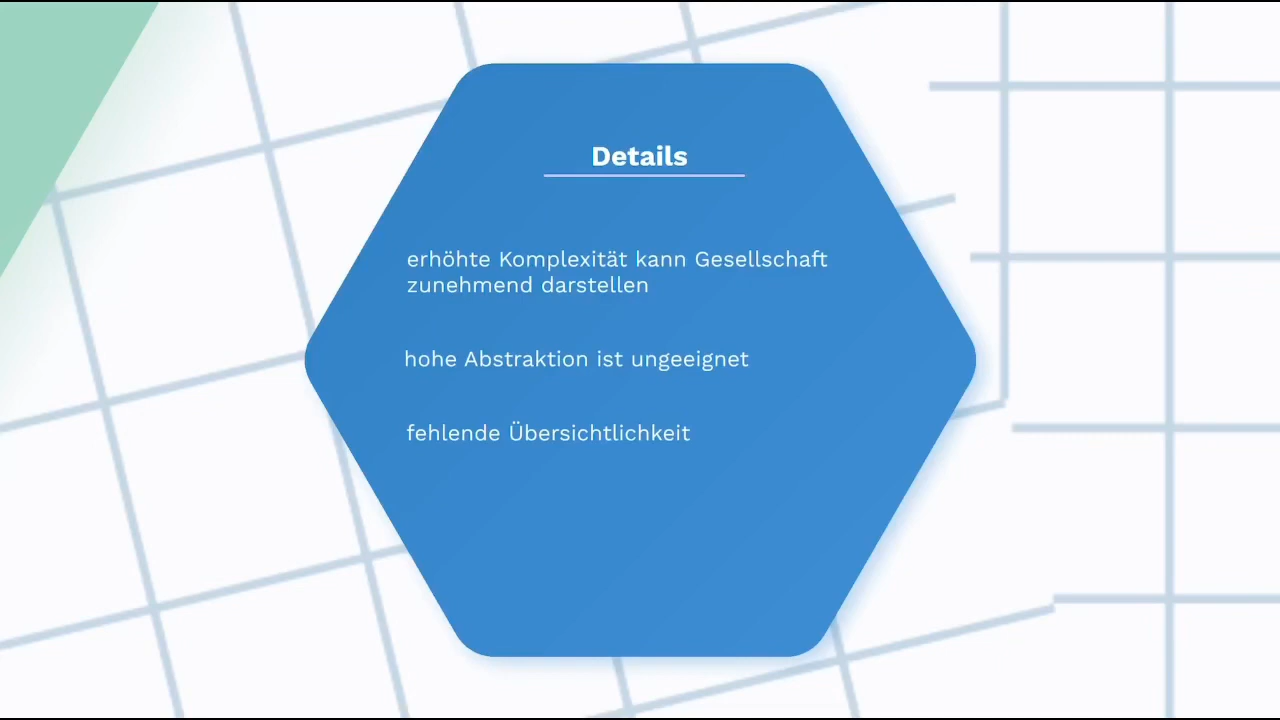 Details
erhöhte Komplexität kann Gesellschaft
zunehmend darstellen
hohe Abstraktion ist ungeeignet
fehlende Übersichtlichkeit